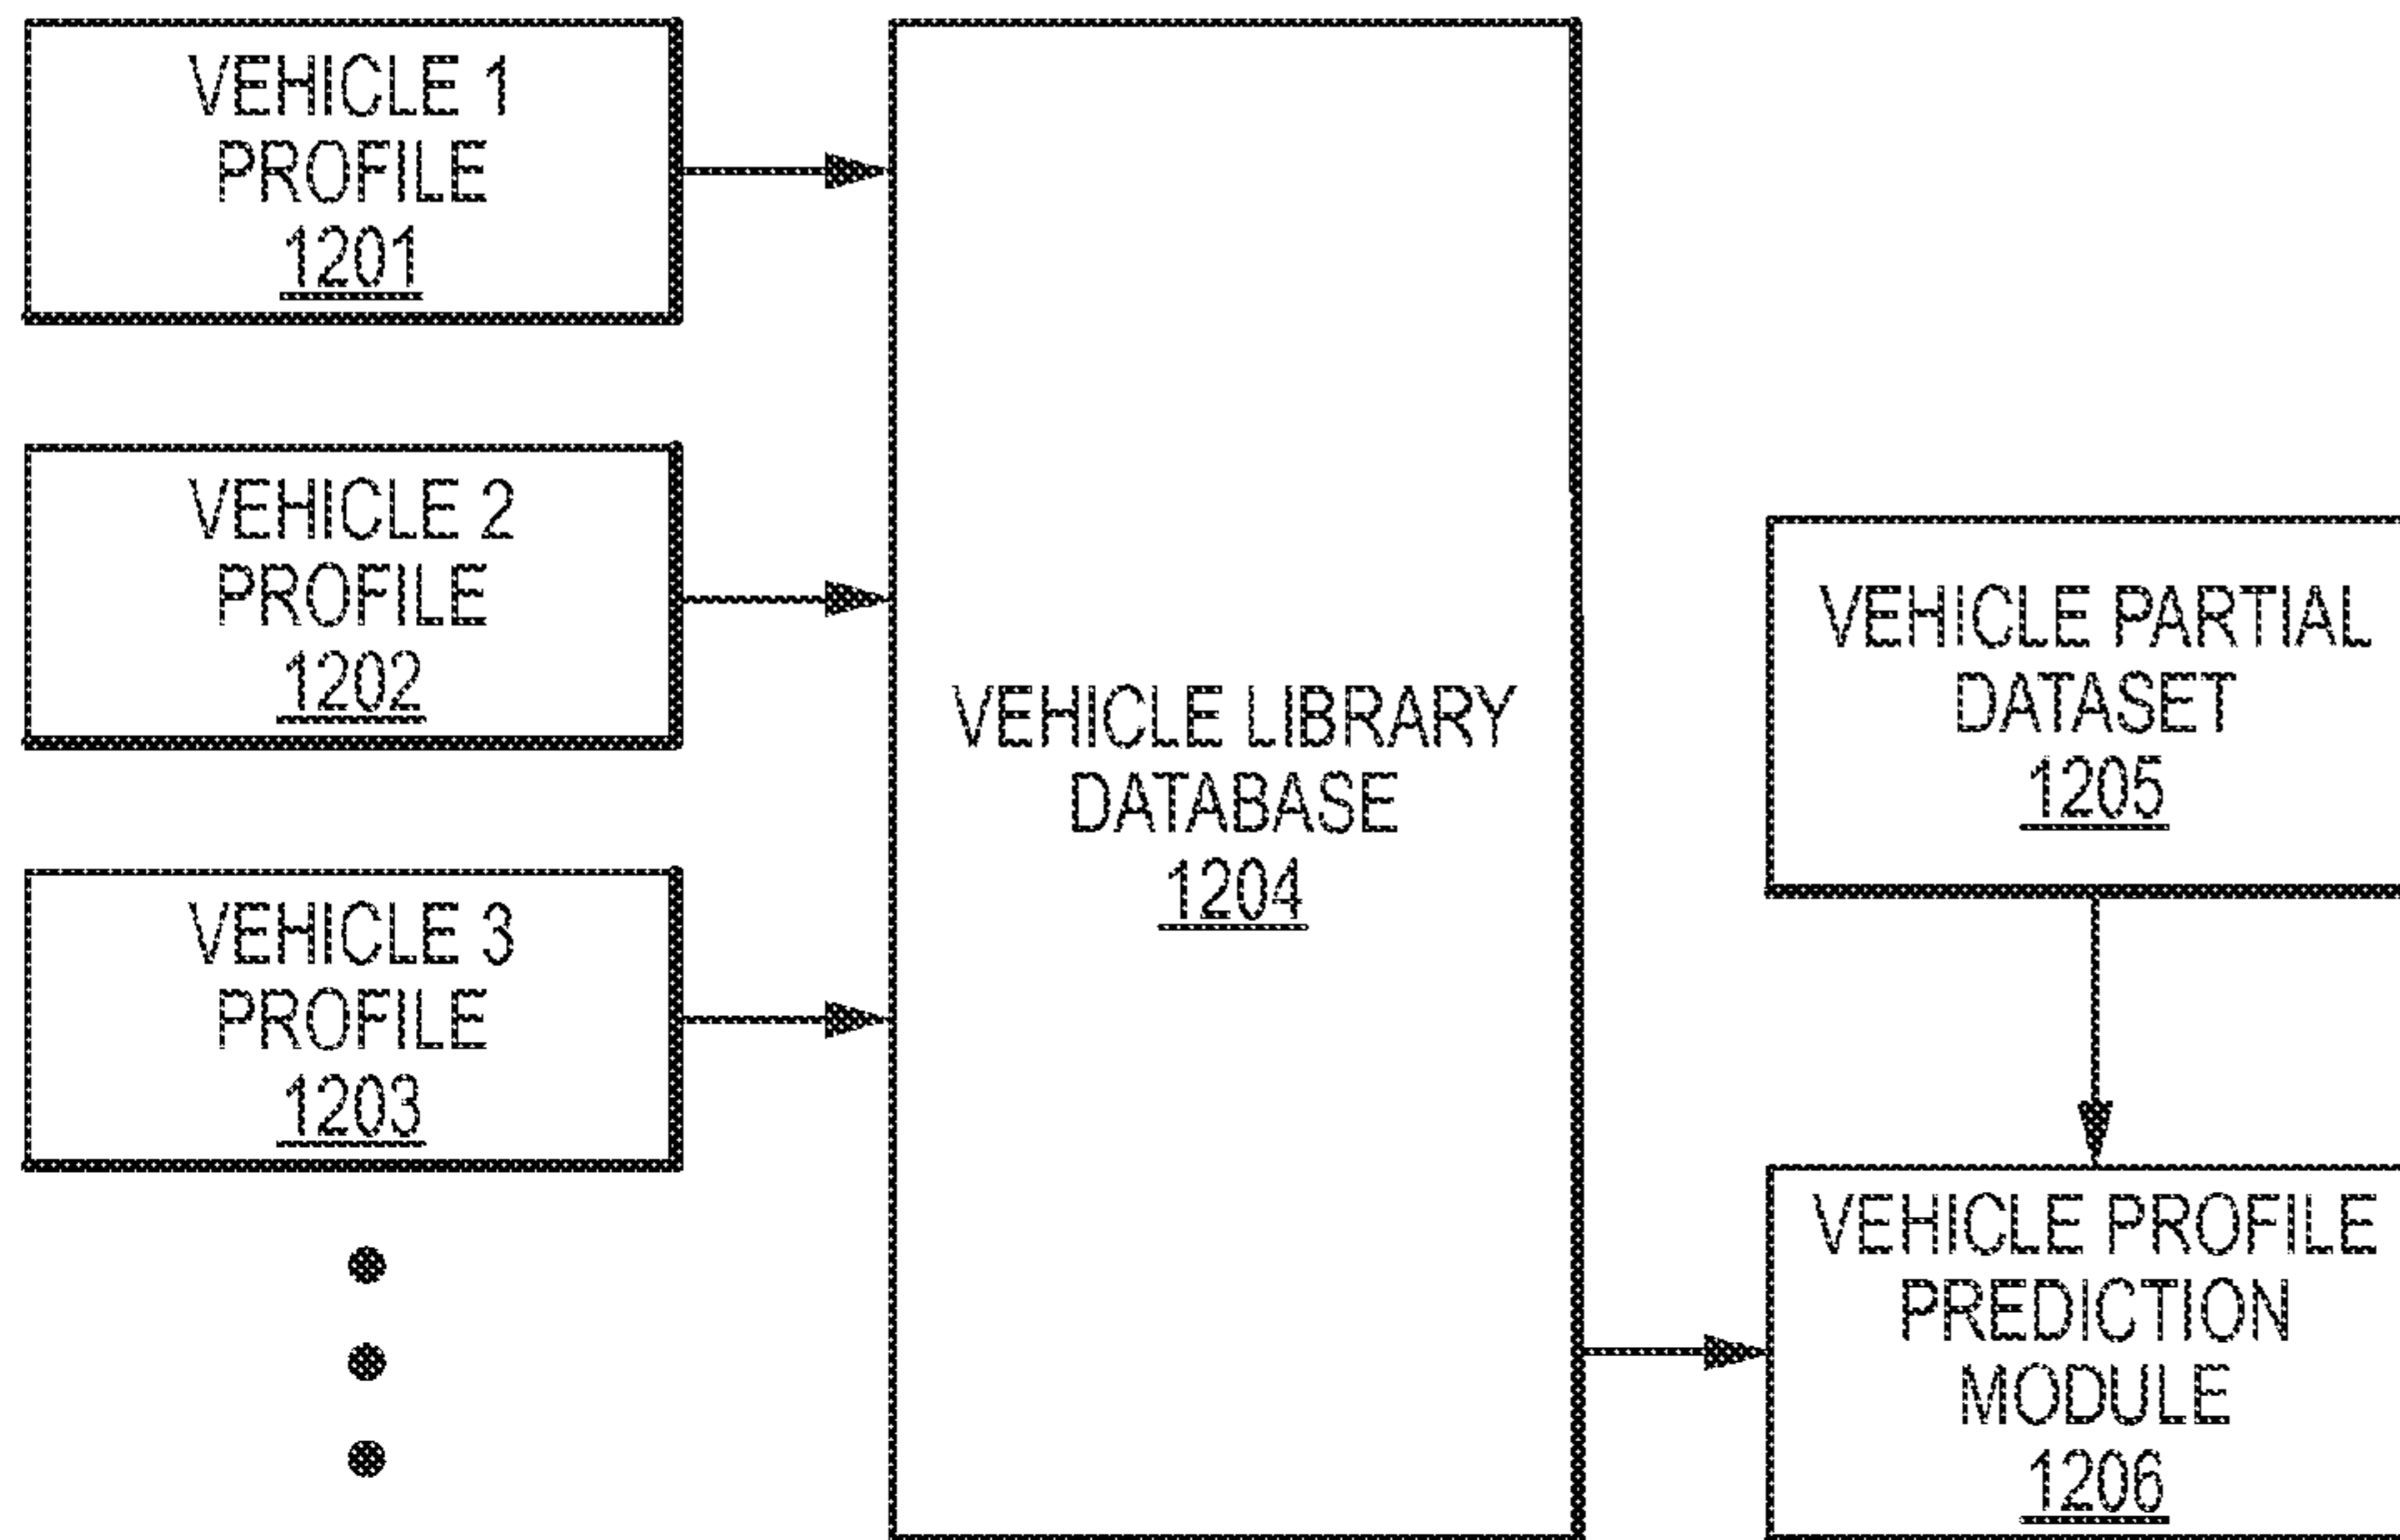 VEHICLE 1
PROFILE
1201
VEHICLE 2
PROFILE
1202
VEHICLE 3
PROFILE
1203
VEHICLE LIBRARY
DATABASE
1204
VEHICLE PARTIAL
DATASET
1205
VEHICLE PROFILE
PREDICTION
MODULE
1206